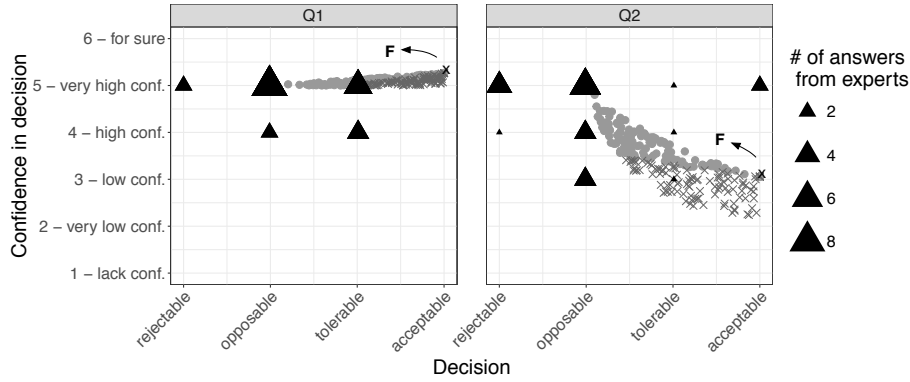 Q1
Q2
Confidence in decision
6 – for sure
5 – very high conf.
4 – high conf.
3 – low conf.
2 – very low conf.
1 – lack conf.
F
X
F
X
rejectable
opposable
tolerable
acceptable
rejectable
opposable
tolerable
acceptable
Decision
# of answers
from experts
2
4
6
8